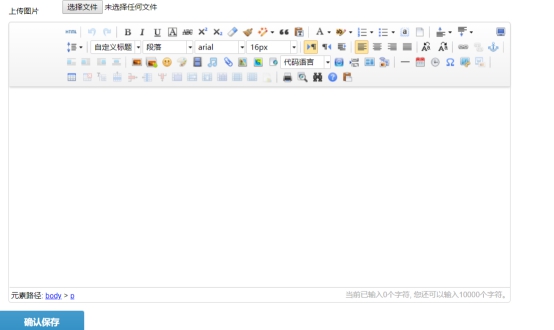 上传图片 选择文件 未选择任何文件
HTML B I U A ABC X² X₂ A a
自定义标题 段落 arial 16px
代码语言
元素路径: body > p 当前已输入0个字符, 您还可以输入10000个字符。
确认保存